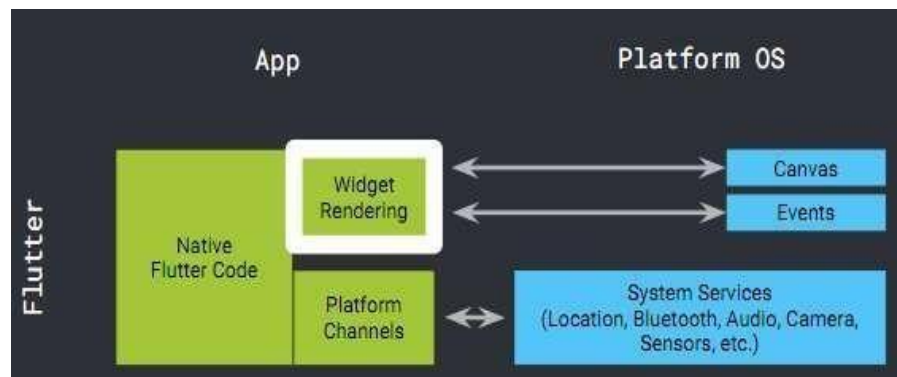 App
Platform OS
Flutter
Native
Flutter Code
Widget
Rendering
Canvas
Events
Platform
Channels
System Services
(Location, Bluetooth, Audio, Camera,
Sensors, etc.)